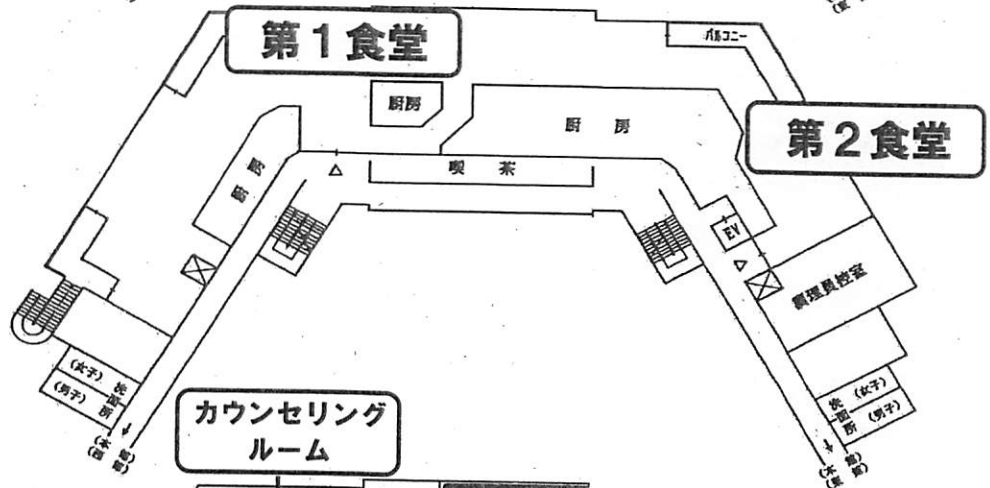 第1食堂
バルコニー
厨房
厨房
第2食堂
厨房
喫茶
EV
調理員控室
(女子)
(男子)
洗面所
(女子)
(男子)
洗面所
カウンセリング
ルーム